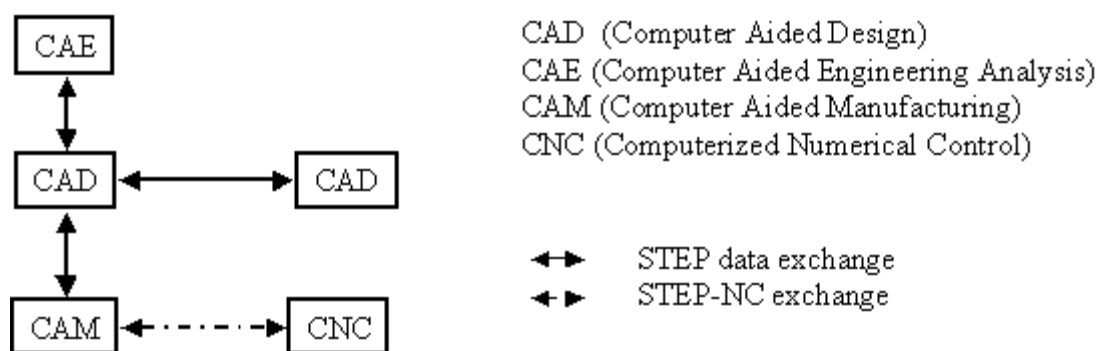 CAE
CAD
CAD
CAM
CNC
CAD (Computer Aided Design)
CAE (Computer Aided Engineering Analysis)
CAM (Computer Aided Manufacturing)
CNC (Computerized Numerical Control)
STEP data exchange
STEP-NC exchange